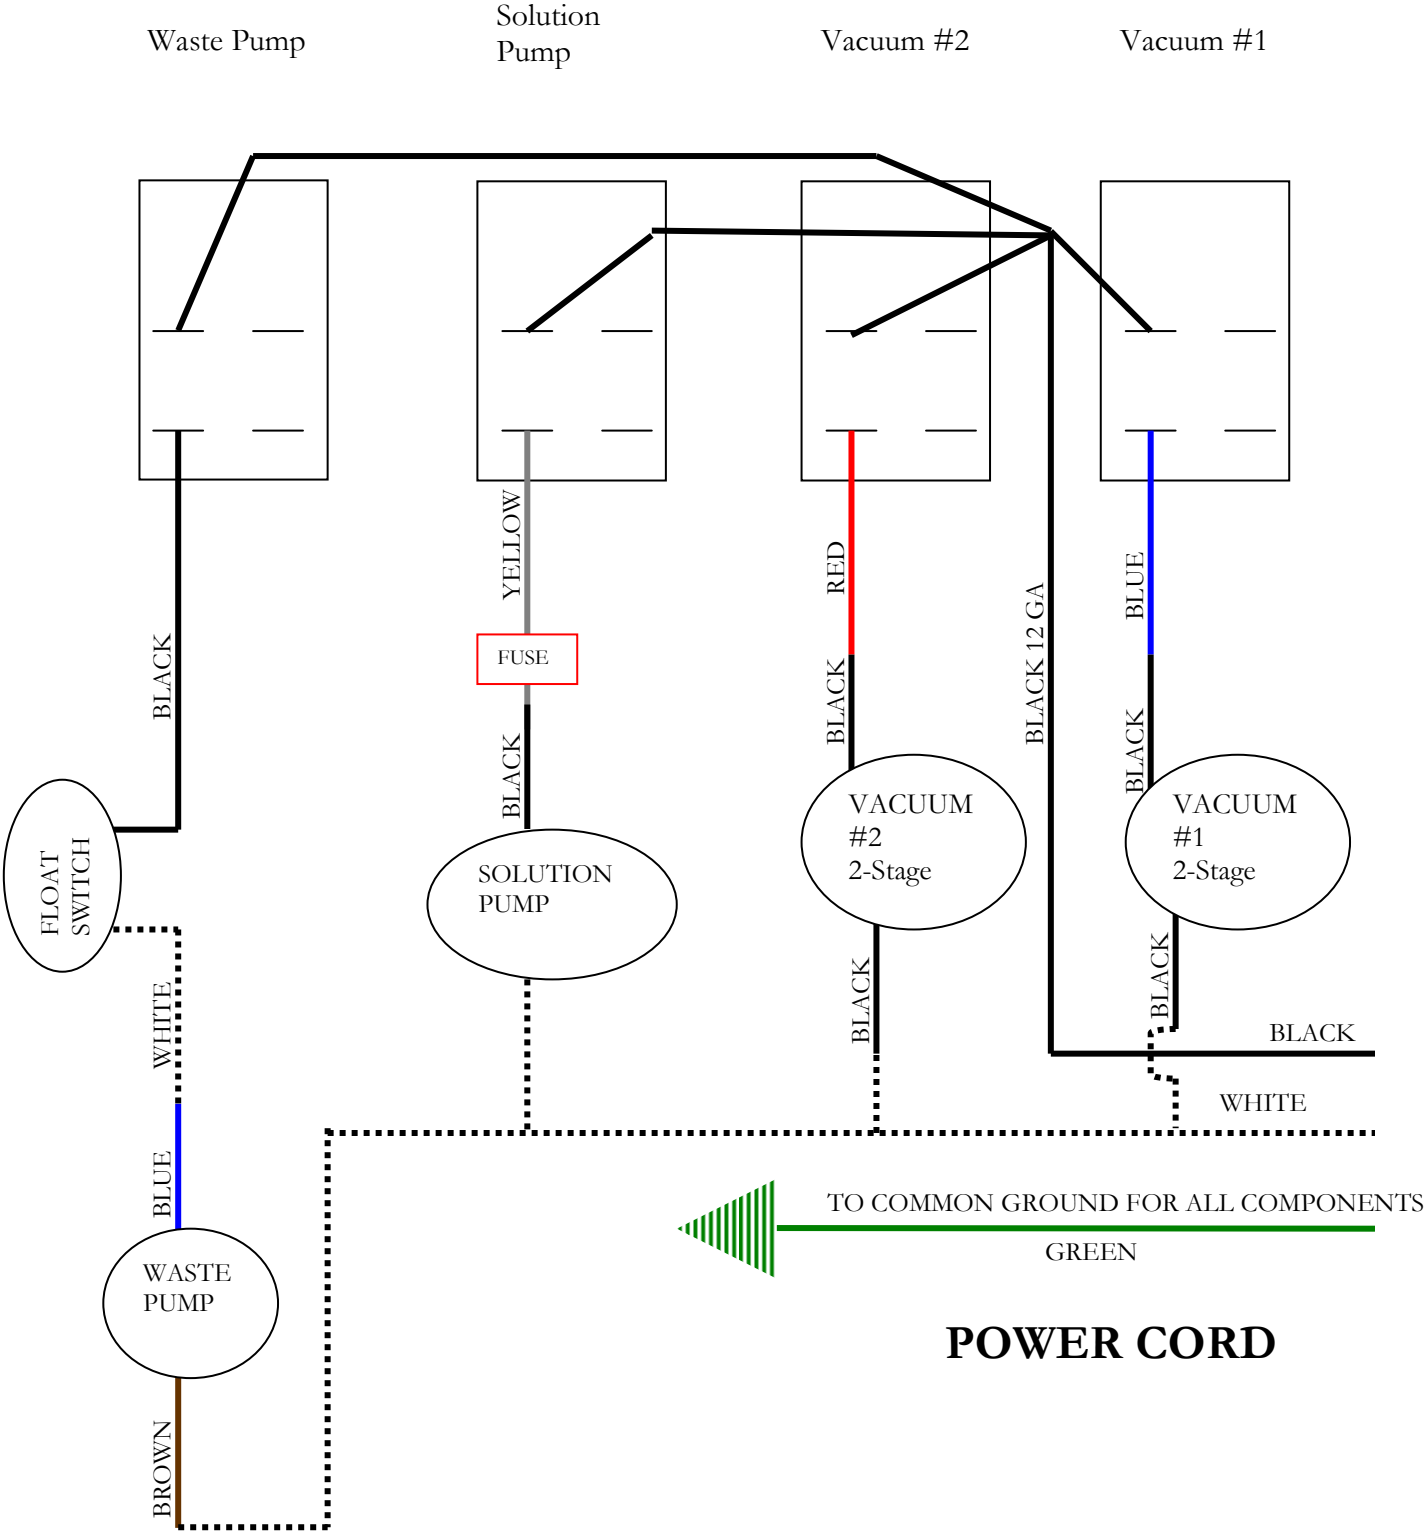 Waste Pump
Solution
Pump
Vacuum #2
Vacuum #1
YELLOW
RED
BLUE
BLACK 12 GA
BLACK
FUSE
BLACK
BLACK
BLACK
FLOAT
SWITCH
SOLUTION
PUMP
VACUUM
#2
2-Stage
VACUUM
#1
2-Stage
WHITE
BLACK
BLACK
BLACK
WHITE
BLUE
TO COMMON GROUND FOR ALL COMPONENTS
GREEN
WASTE
PUMP
POWER CORD
BROWN